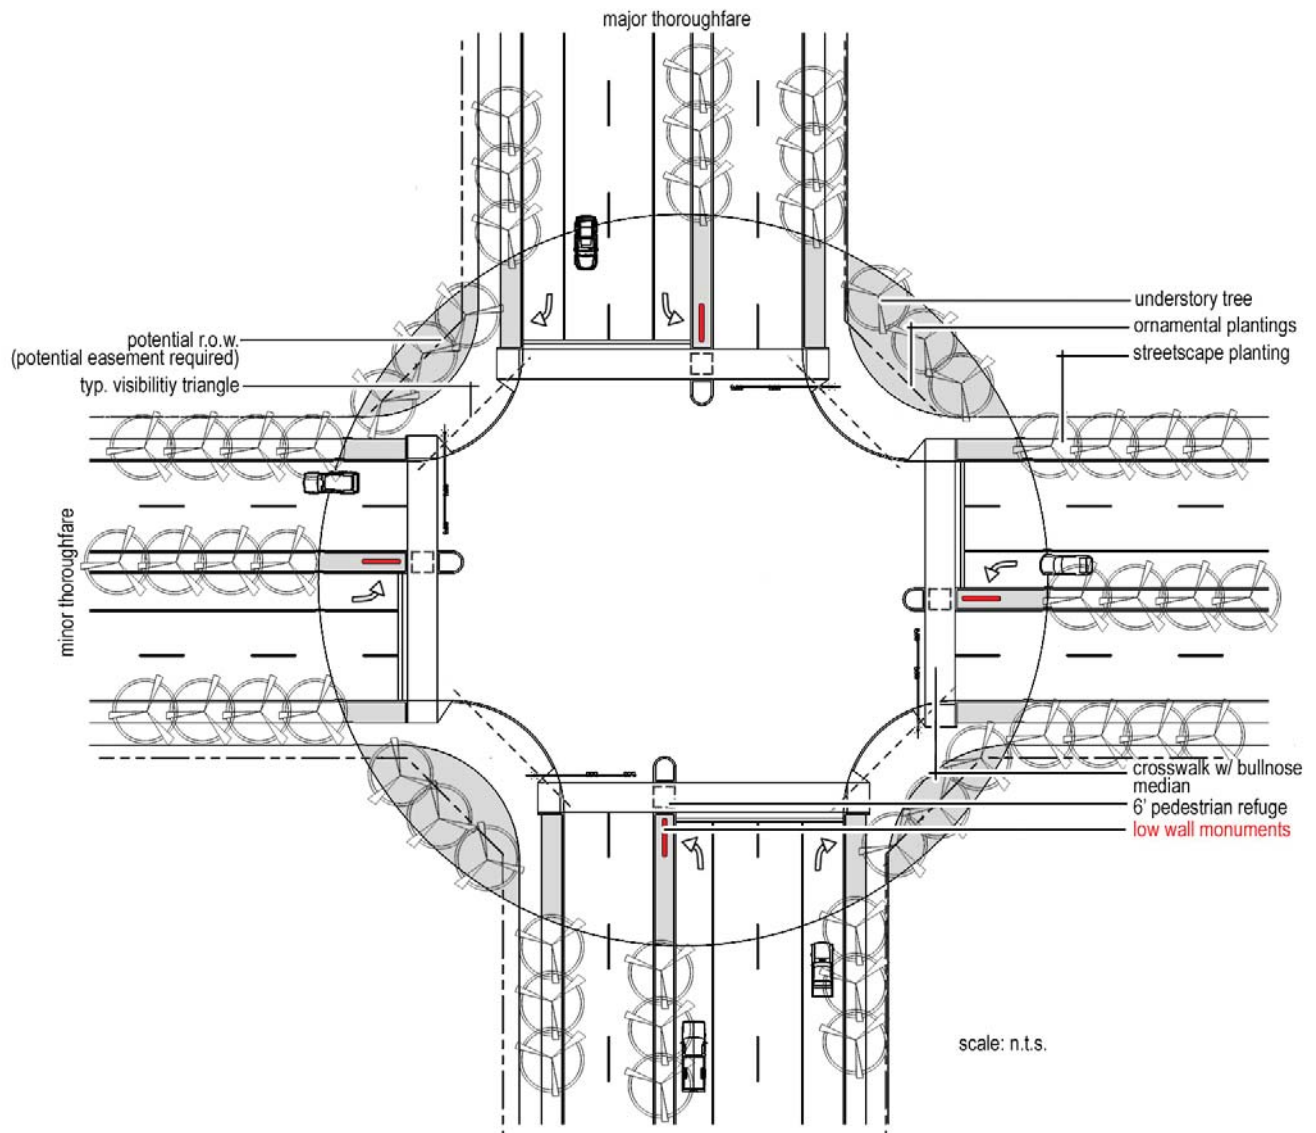 major thoroughfare
understory tree
ornamental plantings
streetscape planting
potential r.o.w.
(potential easement required)
typ. visibilitiy triangle
minor thoroughfare
crosswalk w/ bullnose
median
6' pedestrian refuge
low wall monuments
scale: n.t.s.